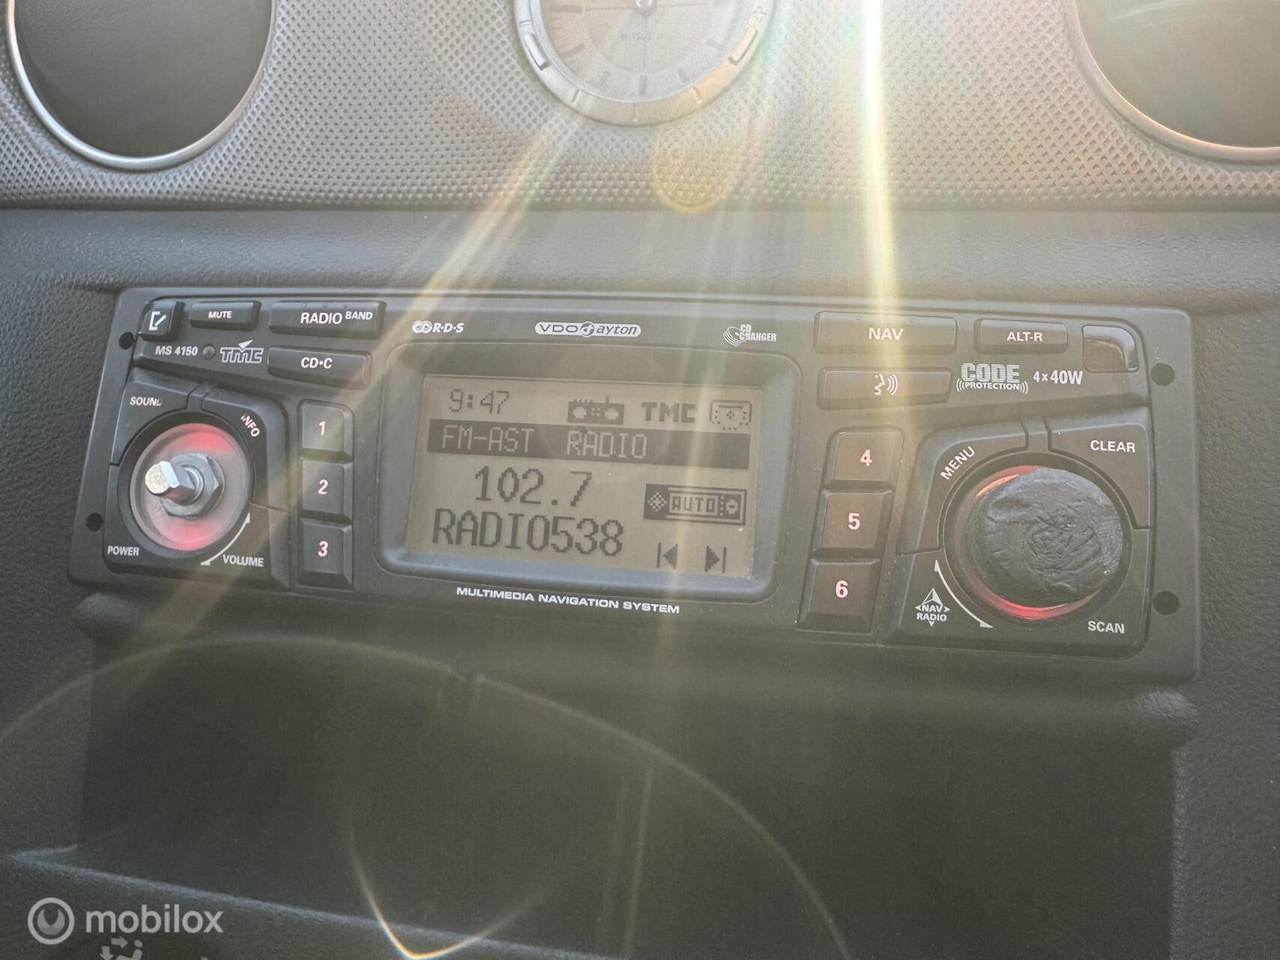 MUTE
RADIO BAND
CD R·D·S
VDO dayton
CD CHANGER
NAV
ALT-R
MS 4150
TMC
CD•C
CODE
PROTECTION
4x40W
SOUND
INFO
POWER
VOLUME
1
2
3
9:47
TMC
FM-AST RADIO
102.7
AUTO
RADIO538
MULTIMEDIA NAVIGATION SYSTEM
4
5
6
MENU
CLEAR
NAV
RADIO
SCAN
mobilox